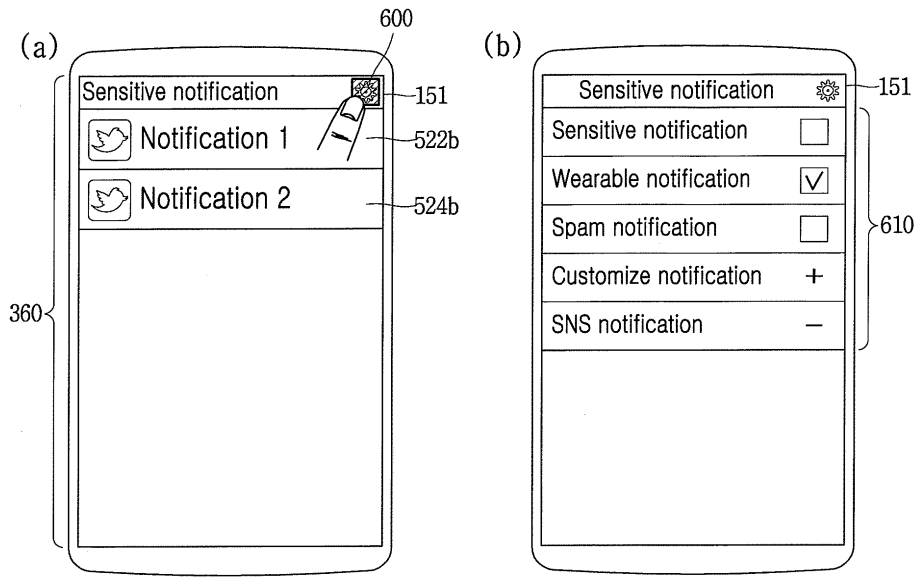 (a)
600
Sensitive notification
151
Notification 1
522b
Notification 2
524b
360
(b)
Sensitive notification
151
Sensitive notification
Wearable notification
Spam notification
610
Customize notification +
SNS notification −